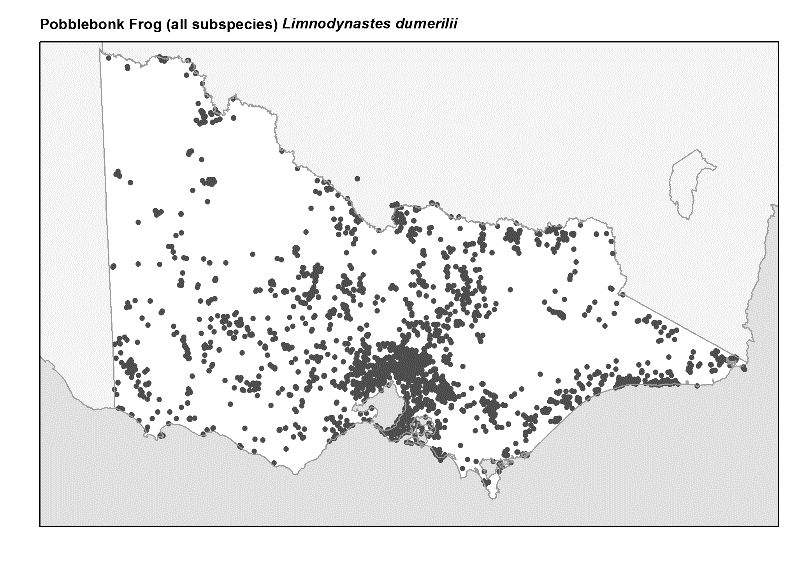 Pobblebonk Frog (all subspecies) Limnodynastes dumerilii